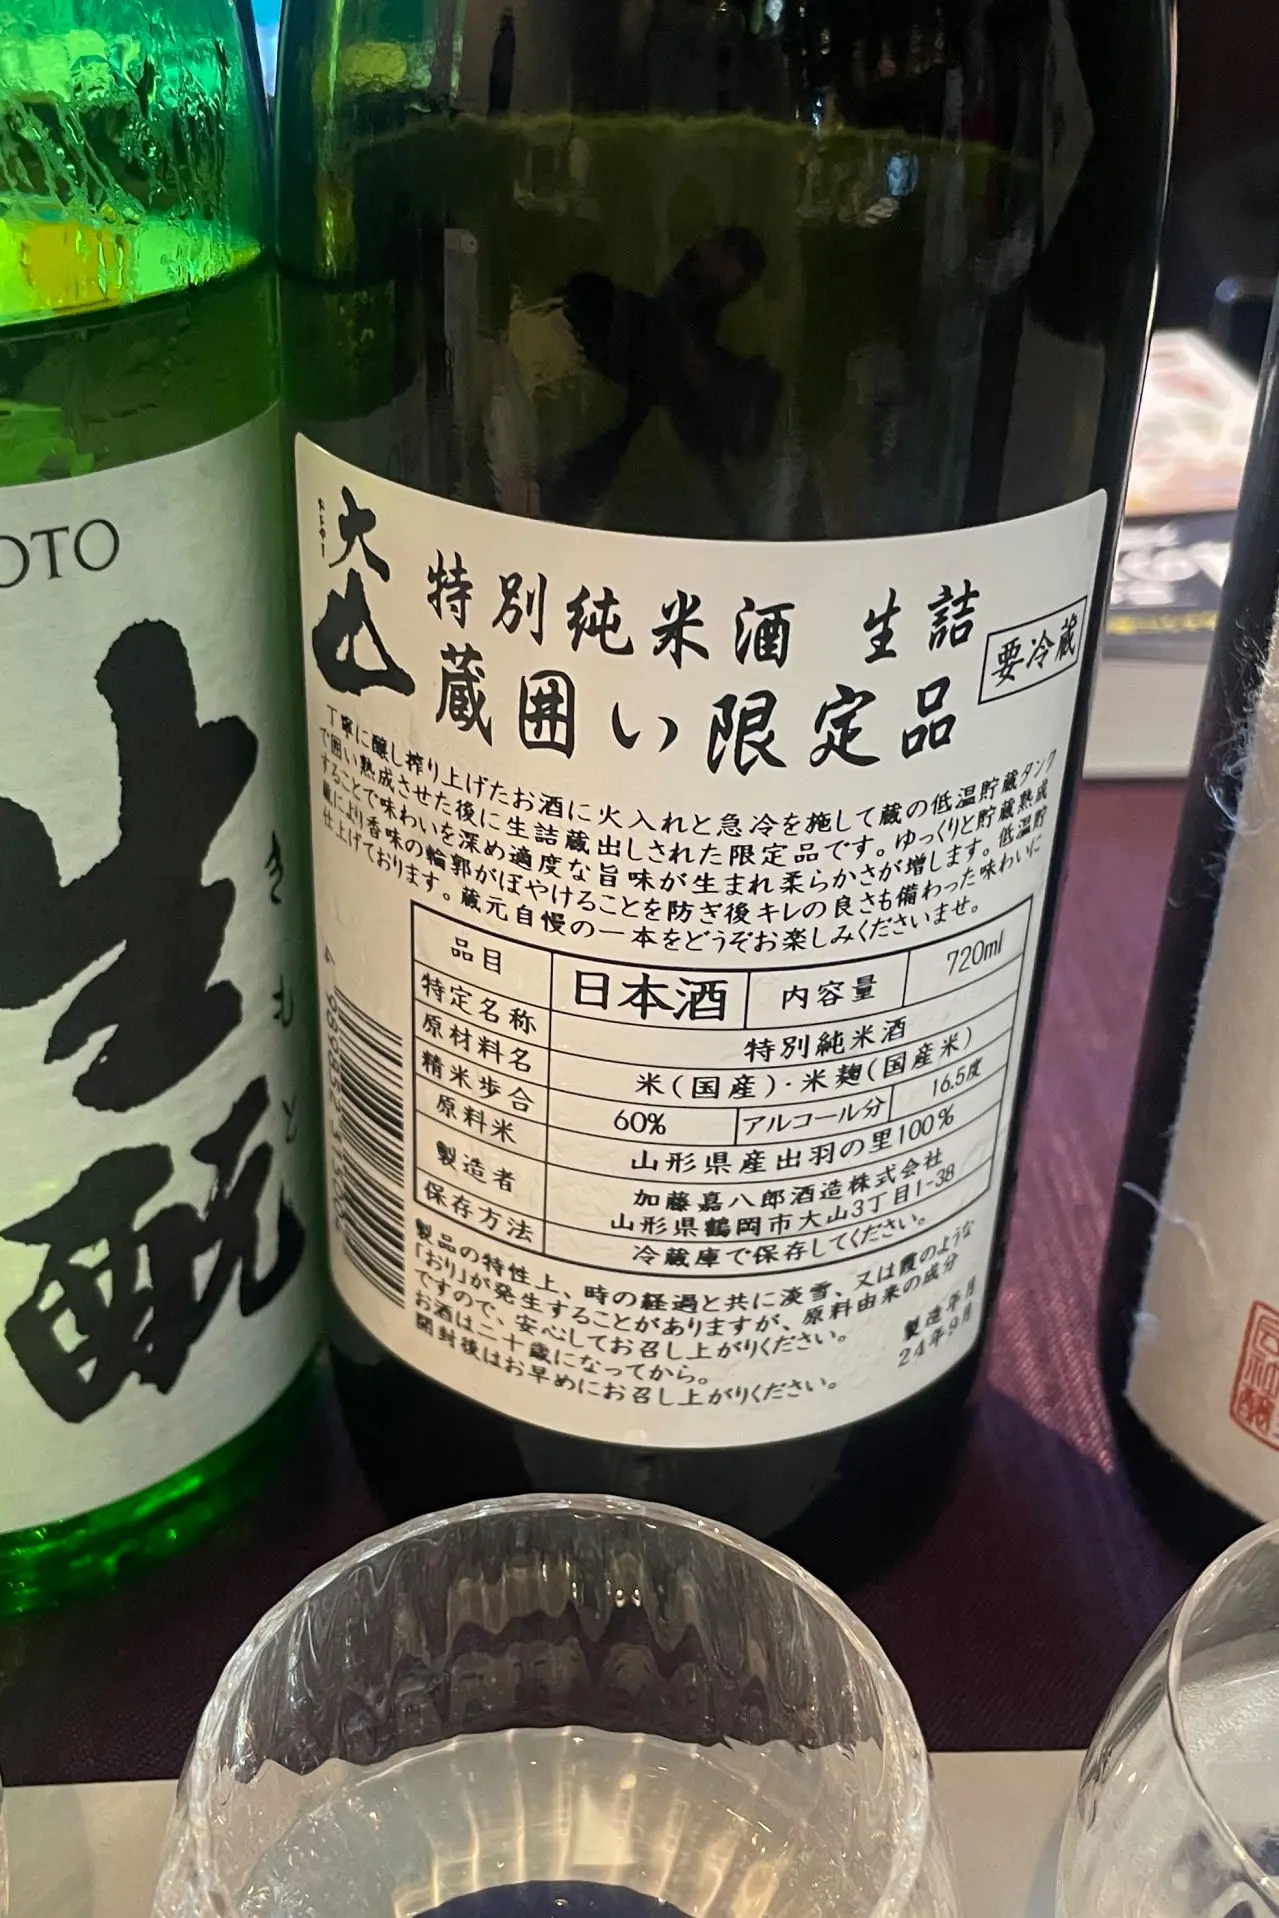 OTO
生酛
きもと
大山
特別純米酒 生詰
蔵囲い限定品
要冷蔵
丁寧に醸し搾り上げたお酒に火入れと急冷を施して蔵の低温貯蔵タンク
で囲い熟成させた後に生詰蔵出しされた限定品です。ゆっくりと貯蔵熟成
することで味わいを深め適度な旨味が生まれ柔らかさが増します。低温貯
蔵により香味の輪郭がぼやけることを防ぎ後キレの良さも備わった味わいに
仕上げております。蔵元自慢の一本をどうぞお楽しみくださいませ。
品目 日本酒 内容量 720ml
特定名称 特別純米酒
原材料名 米(国産)・米麹(国産米)
精米歩合 60% アルコール分 16.5度
原料米 山形県産出羽の里100%
製造者 加藤嘉八郎酒造株式会社
山形県鶴岡市大山3丁目1-38
保存方法 冷蔵庫で保存してください。
製品の特性上、時の経過と共に淡雪、又は霞のような
「おり」が発生することがありますが、原料由来の成分
ですので、安心してお召し上がりください。
お酒は二十歳になってから。
開封後はお早めにお召し上がりください。
製造年月
24年9月